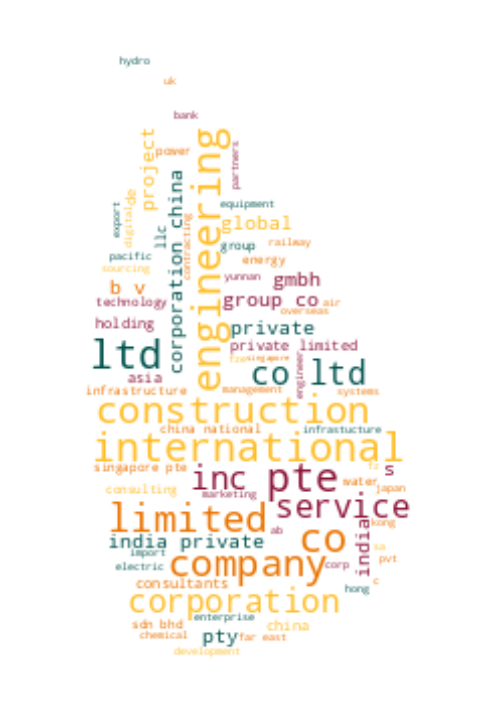 hydro
uk
bank
project
engineering
power
partners
corporation china
de
digital
export
equipment
global
contracting
llc
group
railway
pacific
energy
sourcing
yunnan
gmbh
b v
technology
group co
air
overseas
holding
private
ltd
private limited
singapore
asia
co ltd
engineer
infrastructure
management
systems
construction
china national
infrastucture
international
singapore pte
inc
pte
s
water
consulting
marketing
japan
service
limited
kong
ab
co
india
india private
sa
import
company
pvt
electric
corp
consultants
c
hong
corporation
enterprise
sdn bhd
china
chemical
pty
far east
development